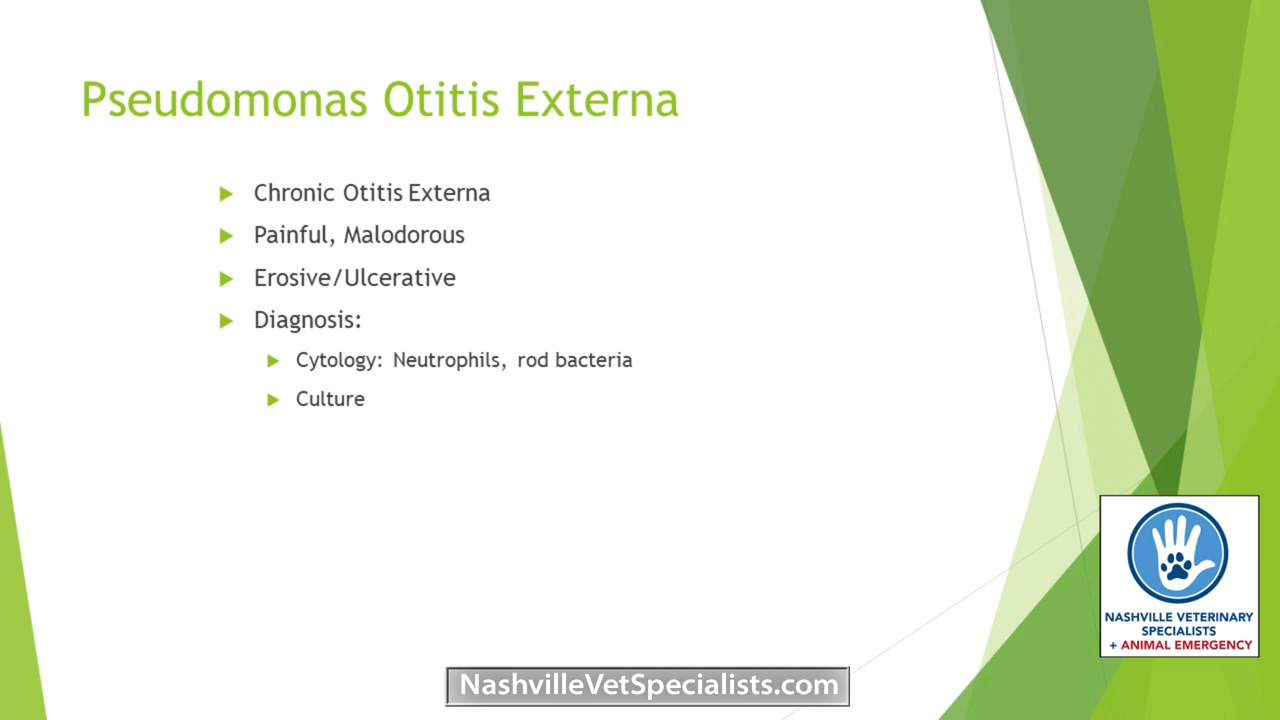 Pseudomonas Otitis Externa
Chronic Otitis Externa
Painful, Malodorous
Erosive/Ulcerative
Diagnosis:
Cytology: Neutrophils, rod bacteria
Culture
NASHVILLE VETERINARY
SPECIALISTS
+ ANIMAL EMERGENCY
NashvilleVetSpecialists.com